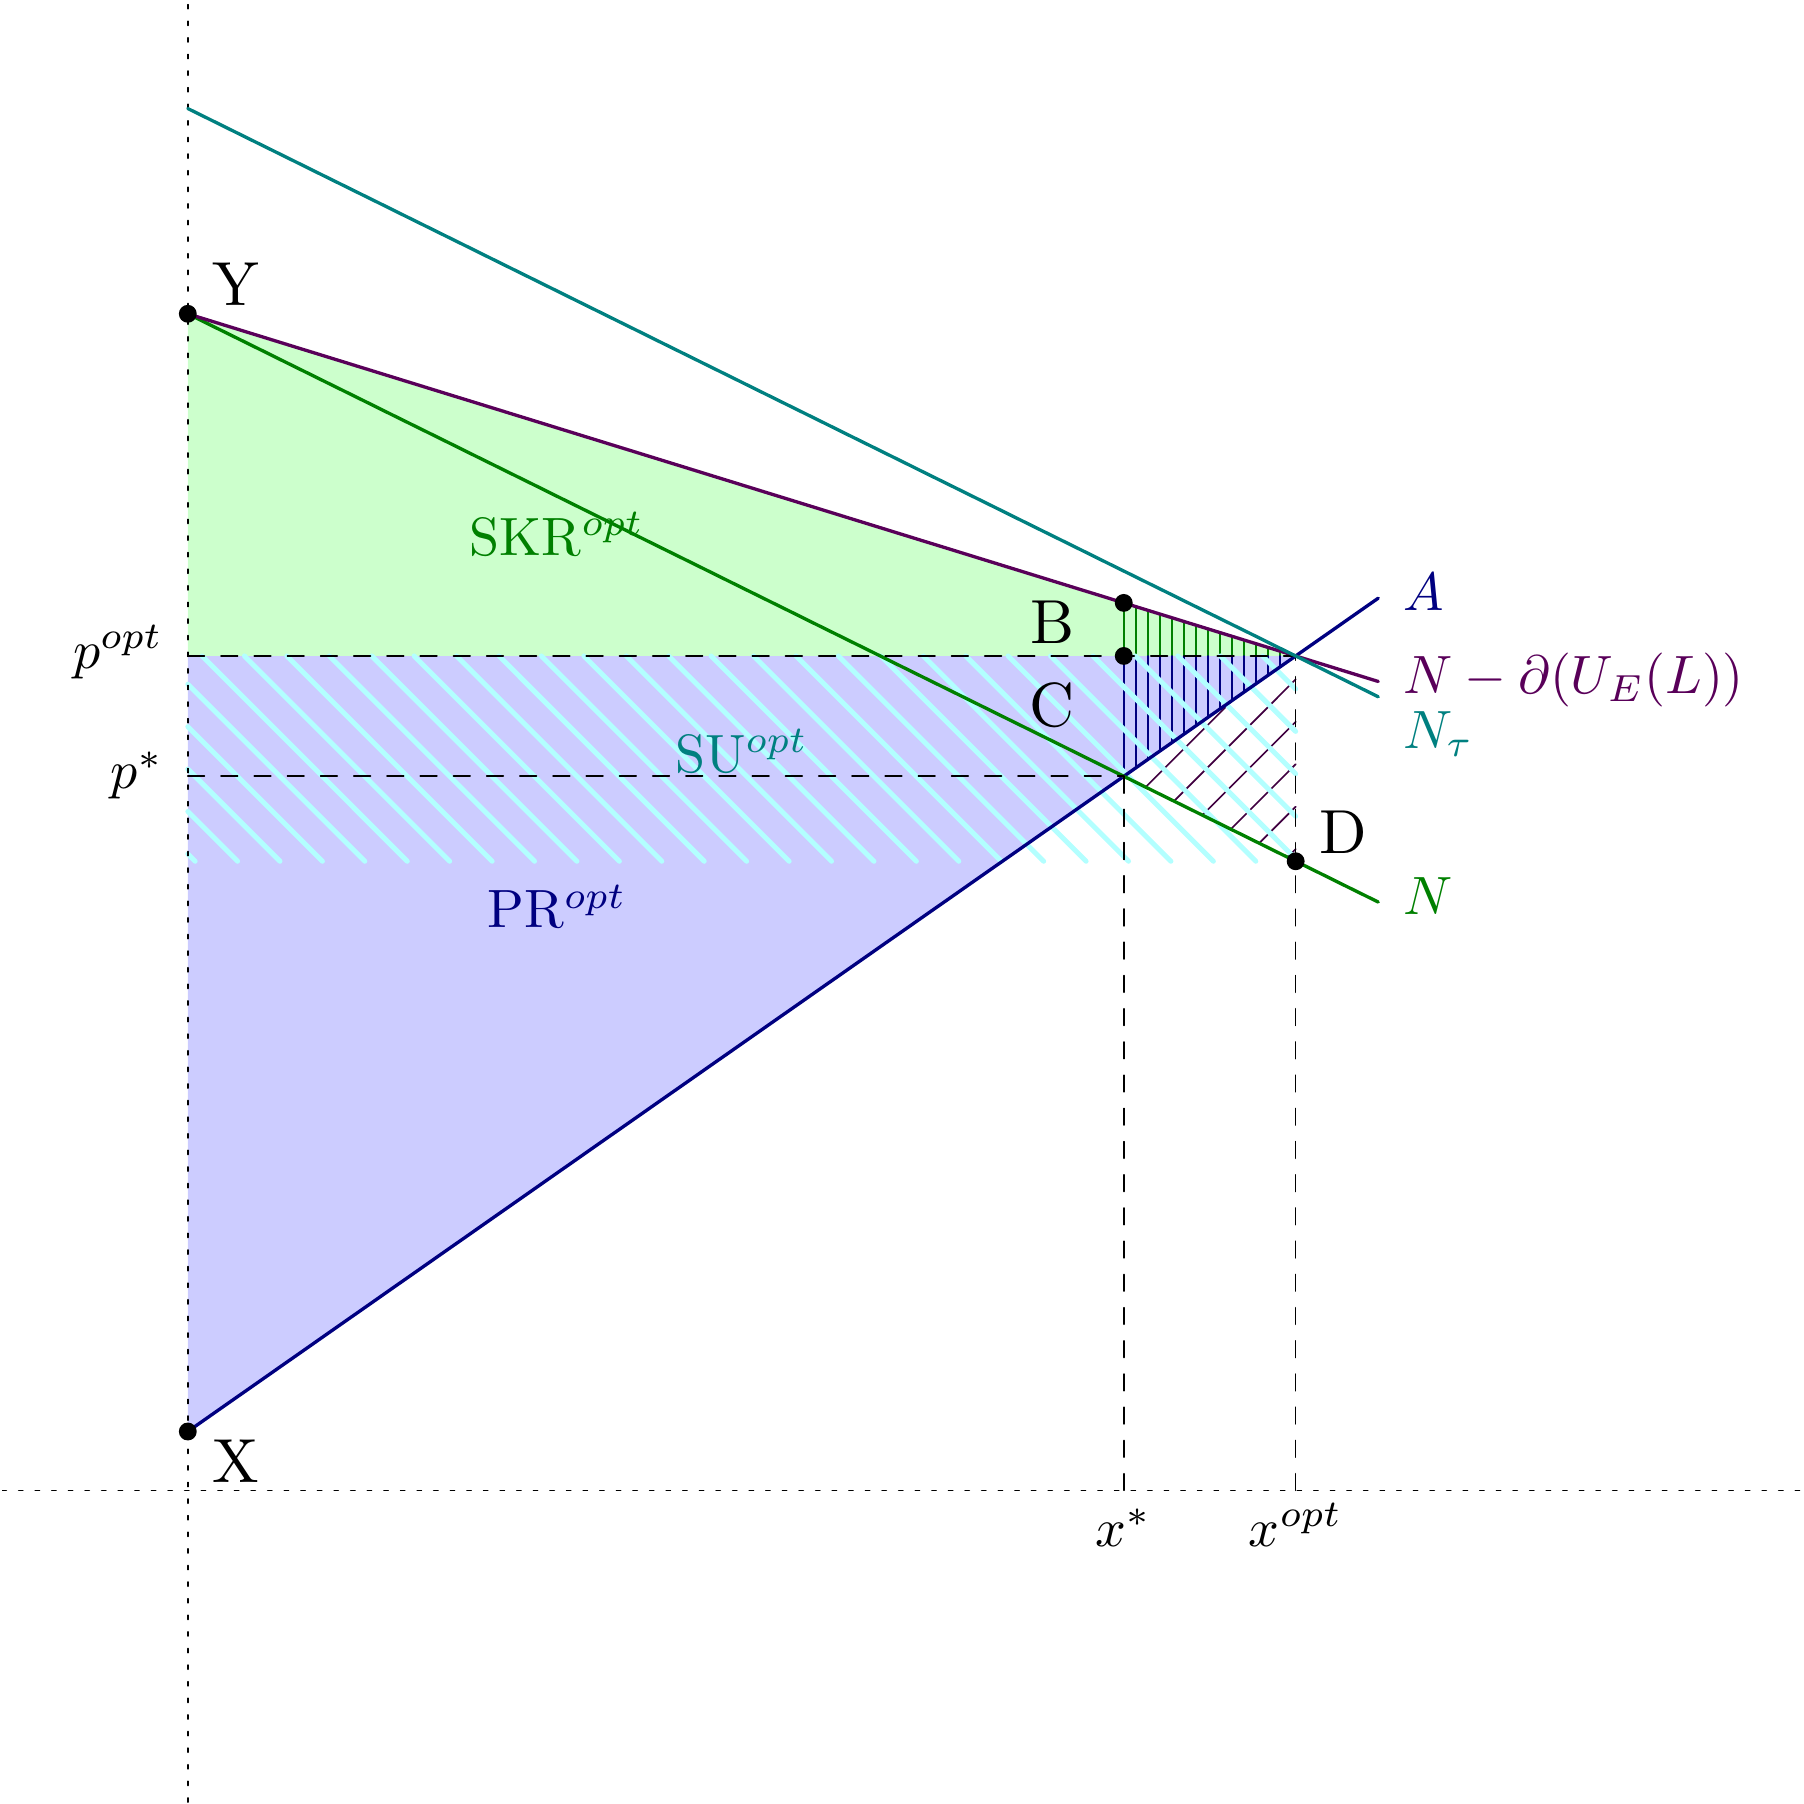 Y
SKR^{opt}
A
B
p^{opt}
N − ∂(U_E(L))
C
N_τ
SU^{opt}
p*
D
PR^{opt}
N
X
x*
x^{opt}